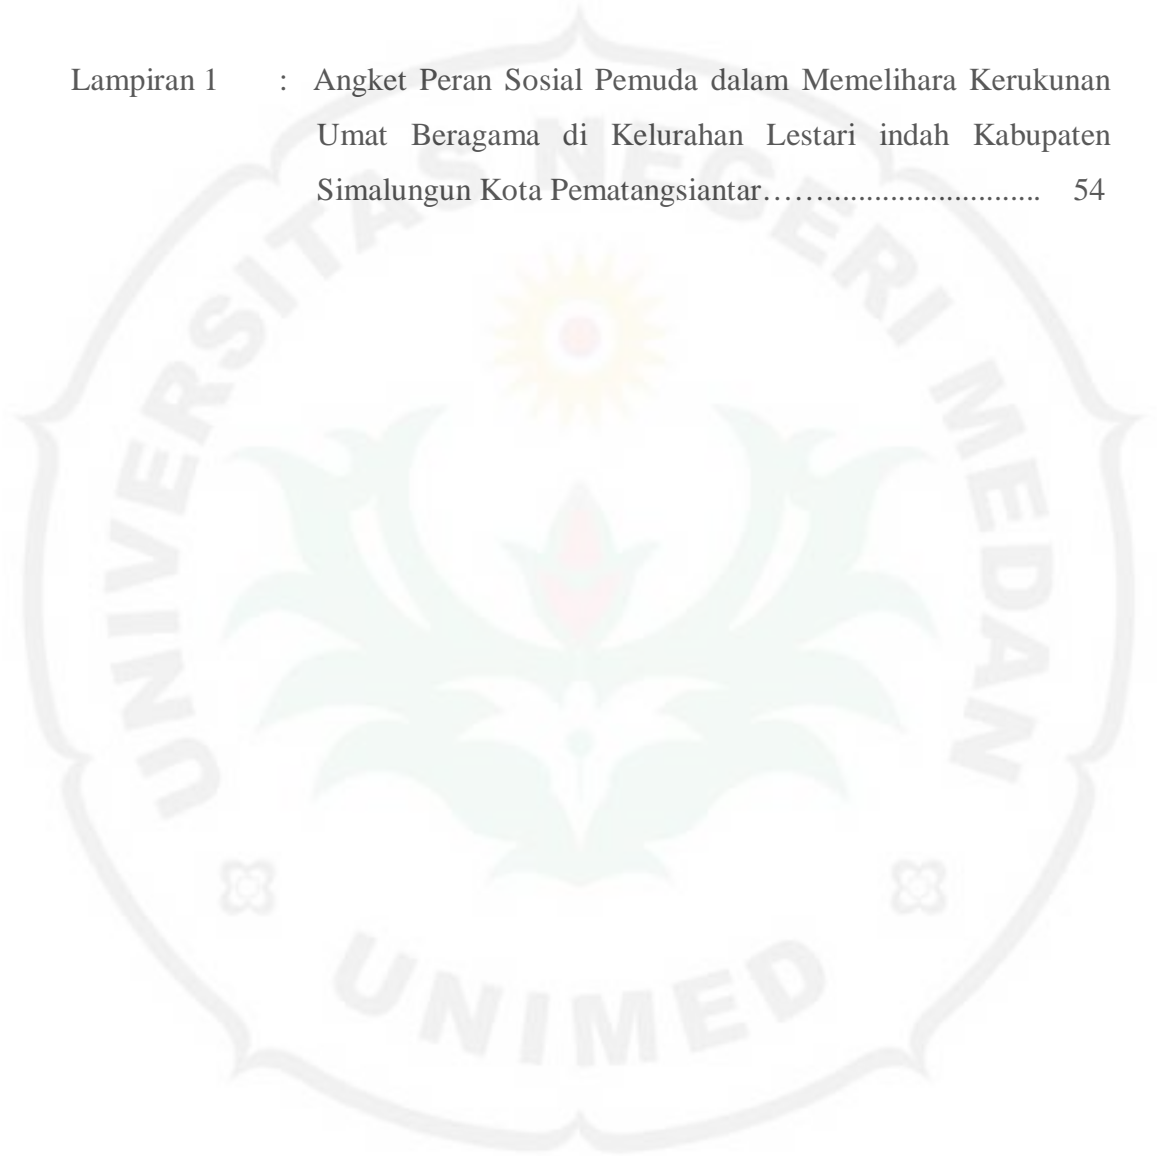 Lampiran 1 : Angket Peran Sosial Pemuda dalam Memelihara Kerukunan
Umat Beragama di Kelurahan Lestari indah Kabupaten
Simalungun Kota Pematangsiantar…….......................... 54
UNIVERSITAS NEGERI MEDAN
UNIMED